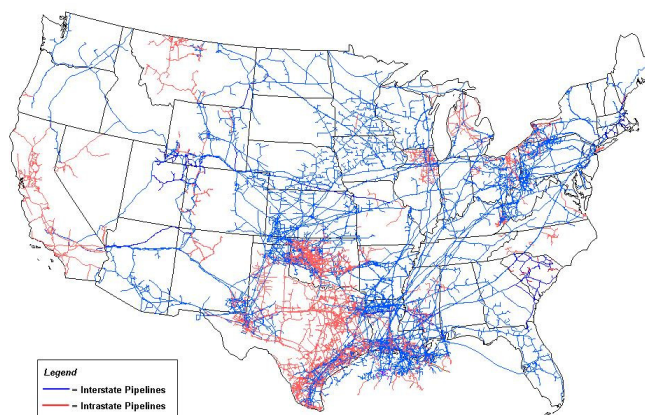 Legend
= Interstate Pipelines
= Intrastate Pipelines